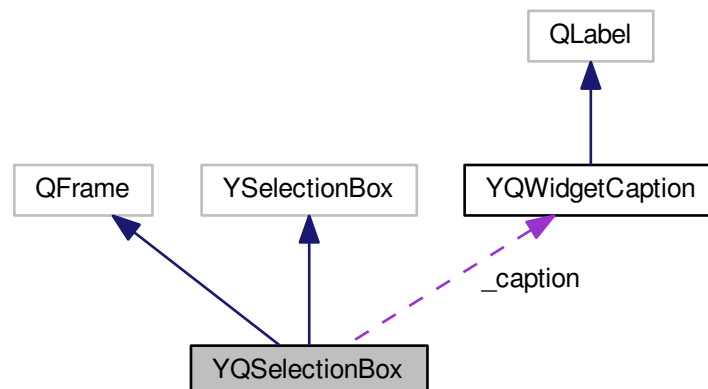 QLabel
QFrame
YSelectionBox
YQWidgetCaption
_caption
YQSelectionBox